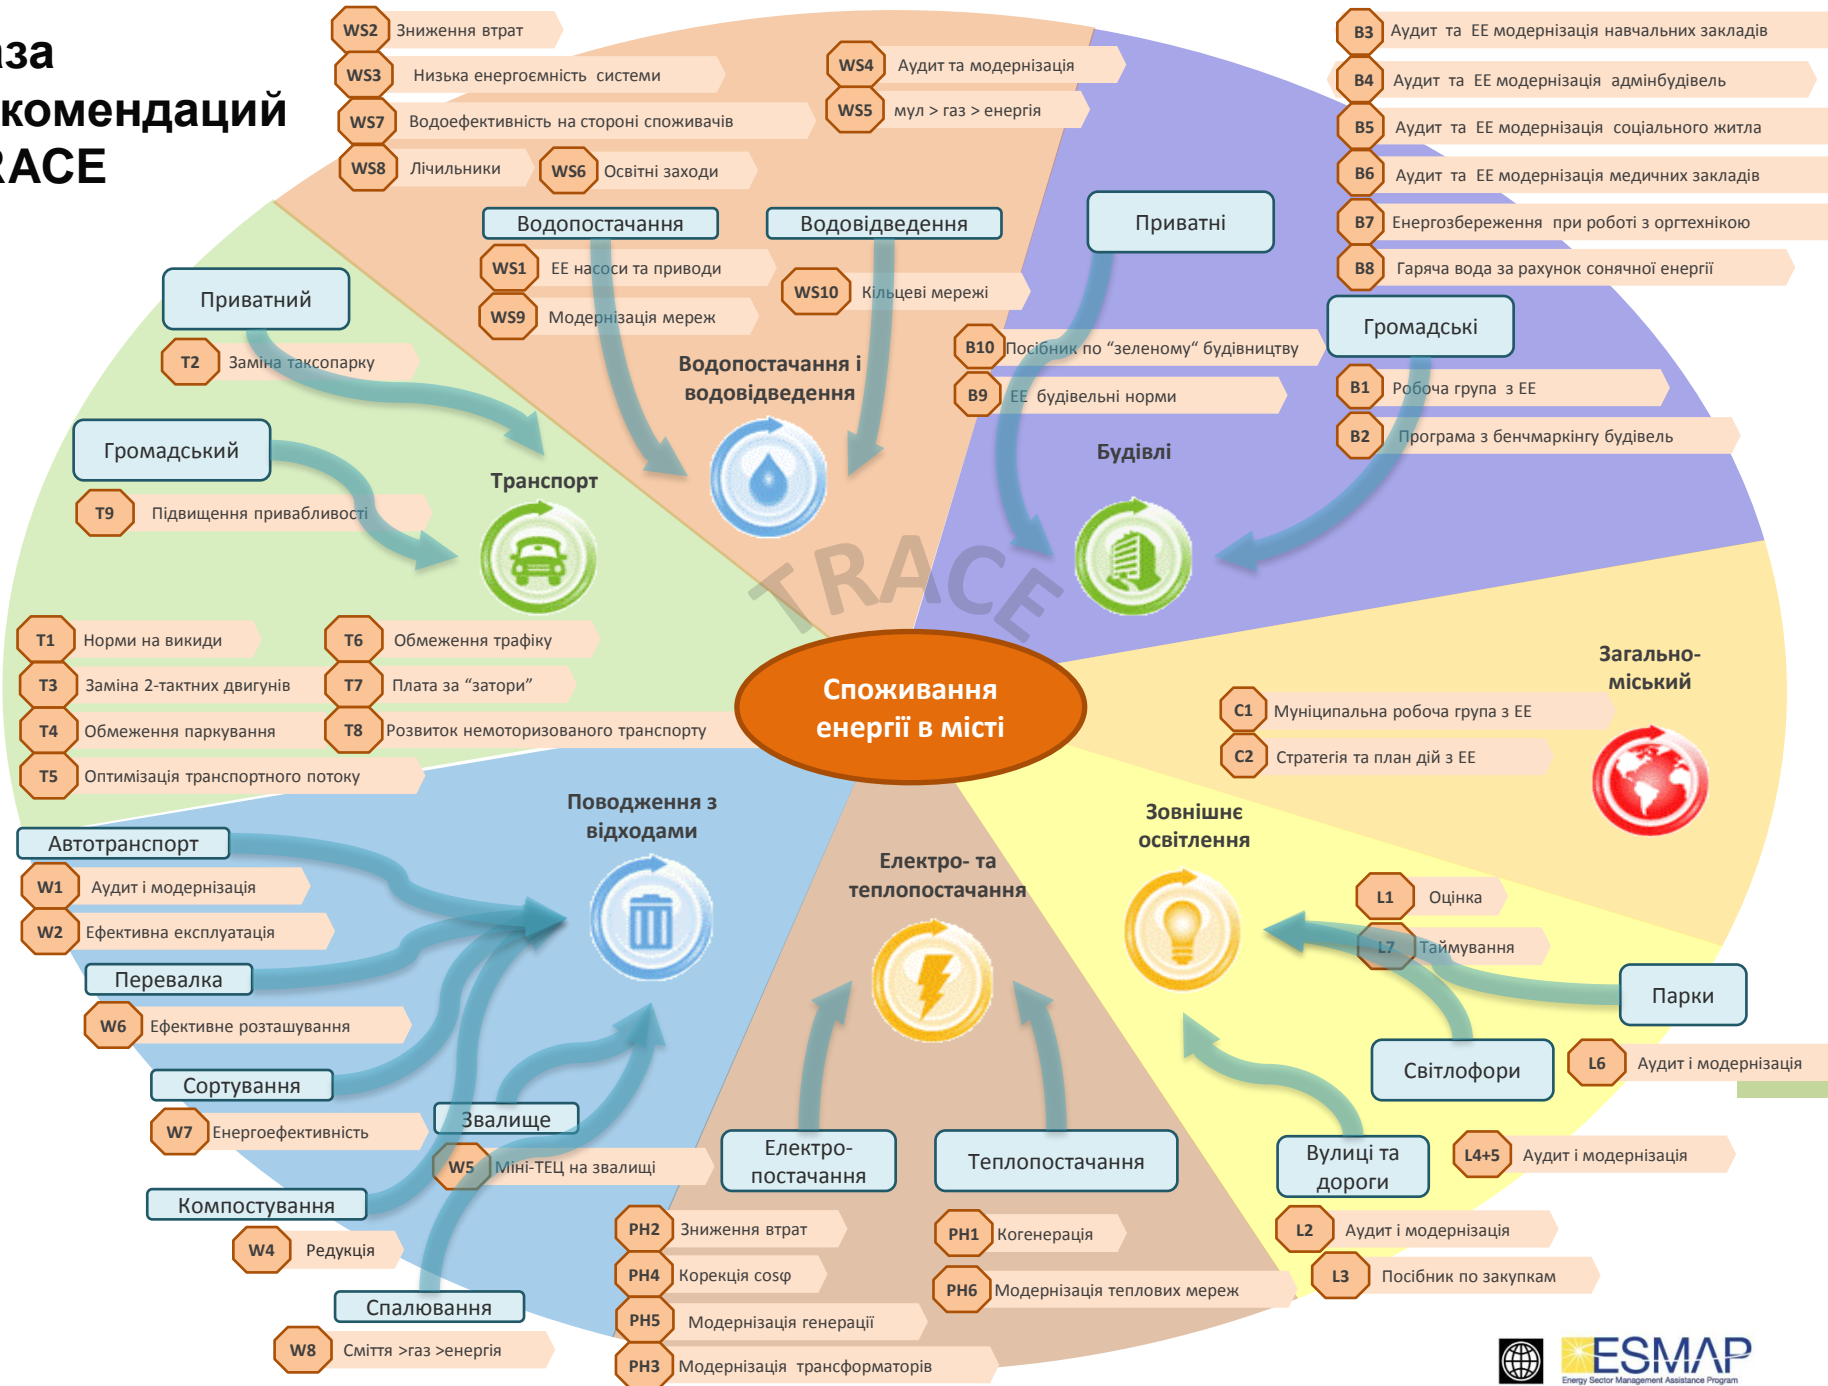 аза
комендаций
RACE
WS2 Зниження втрат
WS3 Низька енергоємність системи
WS7 Водоефективність на стороні споживачів
WS8 Лічильники
WS6 Освітні заходи
WS4 Аудит та модернізація
WS5 мул > газ > енергія
B3 Аудит та ЕЕ модернізація навчальних закладів
B4 Аудит та ЕЕ модернізація адмінбудівель
B5 Аудит та ЕЕ модернізація соціального житла
B6 Аудит та ЕЕ модернізація медичних закладів
B7 Енергозбереження при роботі з оргтехнікою
B8 Гаряча вода за рахунок сонячної енергії
Водопостачання
WS1 ЕЕ насоси та приводи
WS9 Модернізація мереж
Водовідведення
WS10 Кільцеві мережі
Водопостачання і
водовідведення
Приватні
B10 Посібник по “зеленому“ будівництву
B9 ЕЕ будівельні норми
Громадські
B1 Робоча група з ЕЕ
B2 Програма з бенчмаркінгу будівель
Будівлі
Приватний
T2 Заміна таксопарку
Громадський
T9 Підвищення привабливості
Транспорт
T1 Норми на викиди
T3 Заміна 2-тактних двигунів
T4 Обмеження паркування
T5 Оптимізація транспортного потоку
T6 Обмеження трафіку
T7 Плата за “затори”
T8 Розвиток немоторизованого транспорту
TRACE
Споживання
енергії в місті
Загально-
міський
C1 Муніципальна робоча група з ЕЕ
C2 Стратегія та план дій з ЕЕ
Поводження з
відходами
Автотранспорт
W1 Аудит і модернізація
W2 Ефективна експлуатація
Перевалка
W6 Ефективне розташування
Сортування
W7 Енергоефективність
Компостування
W4 Редукція
Звалище
W5 Міні-ТЕЦ на звалищі
Спалювання
W8 Сміття >газ >енергія
Електро- та
теплопостачання
Електро-
постачання
PH2 Зниження втрат
PH4 Корекція cosφ
PH5 Модернізація генерації
PH3 Модернізація трансформаторів
Теплопостачання
PH1 Когенерація
PH6 Модернізація теплових мереж
Зовнішнє
освітлення
L1 Оцінка
L7 Таймування
Парки
L6 Аудит і модернізація
Світлофори
L4+5 Аудит і модернізація
Вулиці та
дороги
L2 Аудит і модернізація
L3 Посібник по закупкам
ESMAP
Energy Sector Management Assistance Program